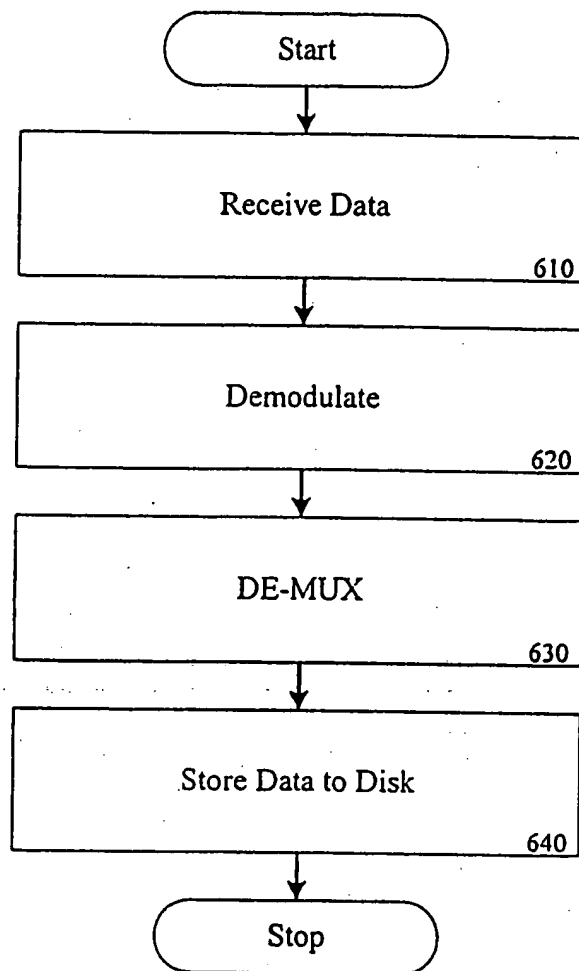 Start
Receive Data
610
Demodulate
620
DE-MUX
630
Store Data to Disk
640
Stop